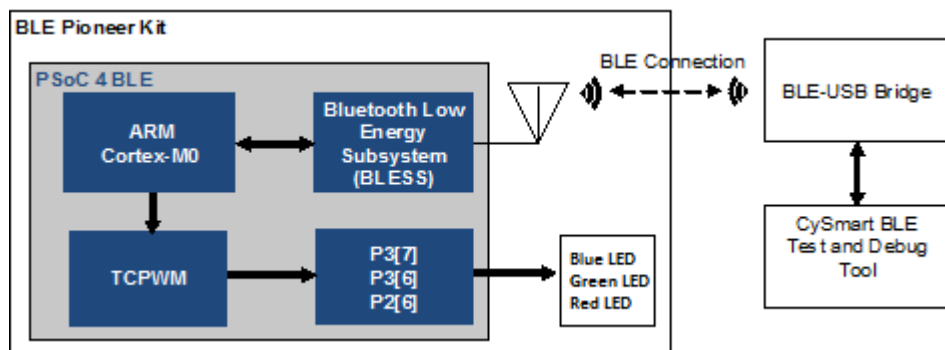 BLE Pioneer Kit
PSoC 4 BLE
ARM
Cortex-M0
Bluetooth Low
Energy
Subsystem
(BLESS)
BLE Connection
BLE-USB Bridge
TCPWM
P3[7]
P3[6]
P2[6]
Blue LED
Green LED
Red LED
CySmart BLE
Test and Debug
Tool